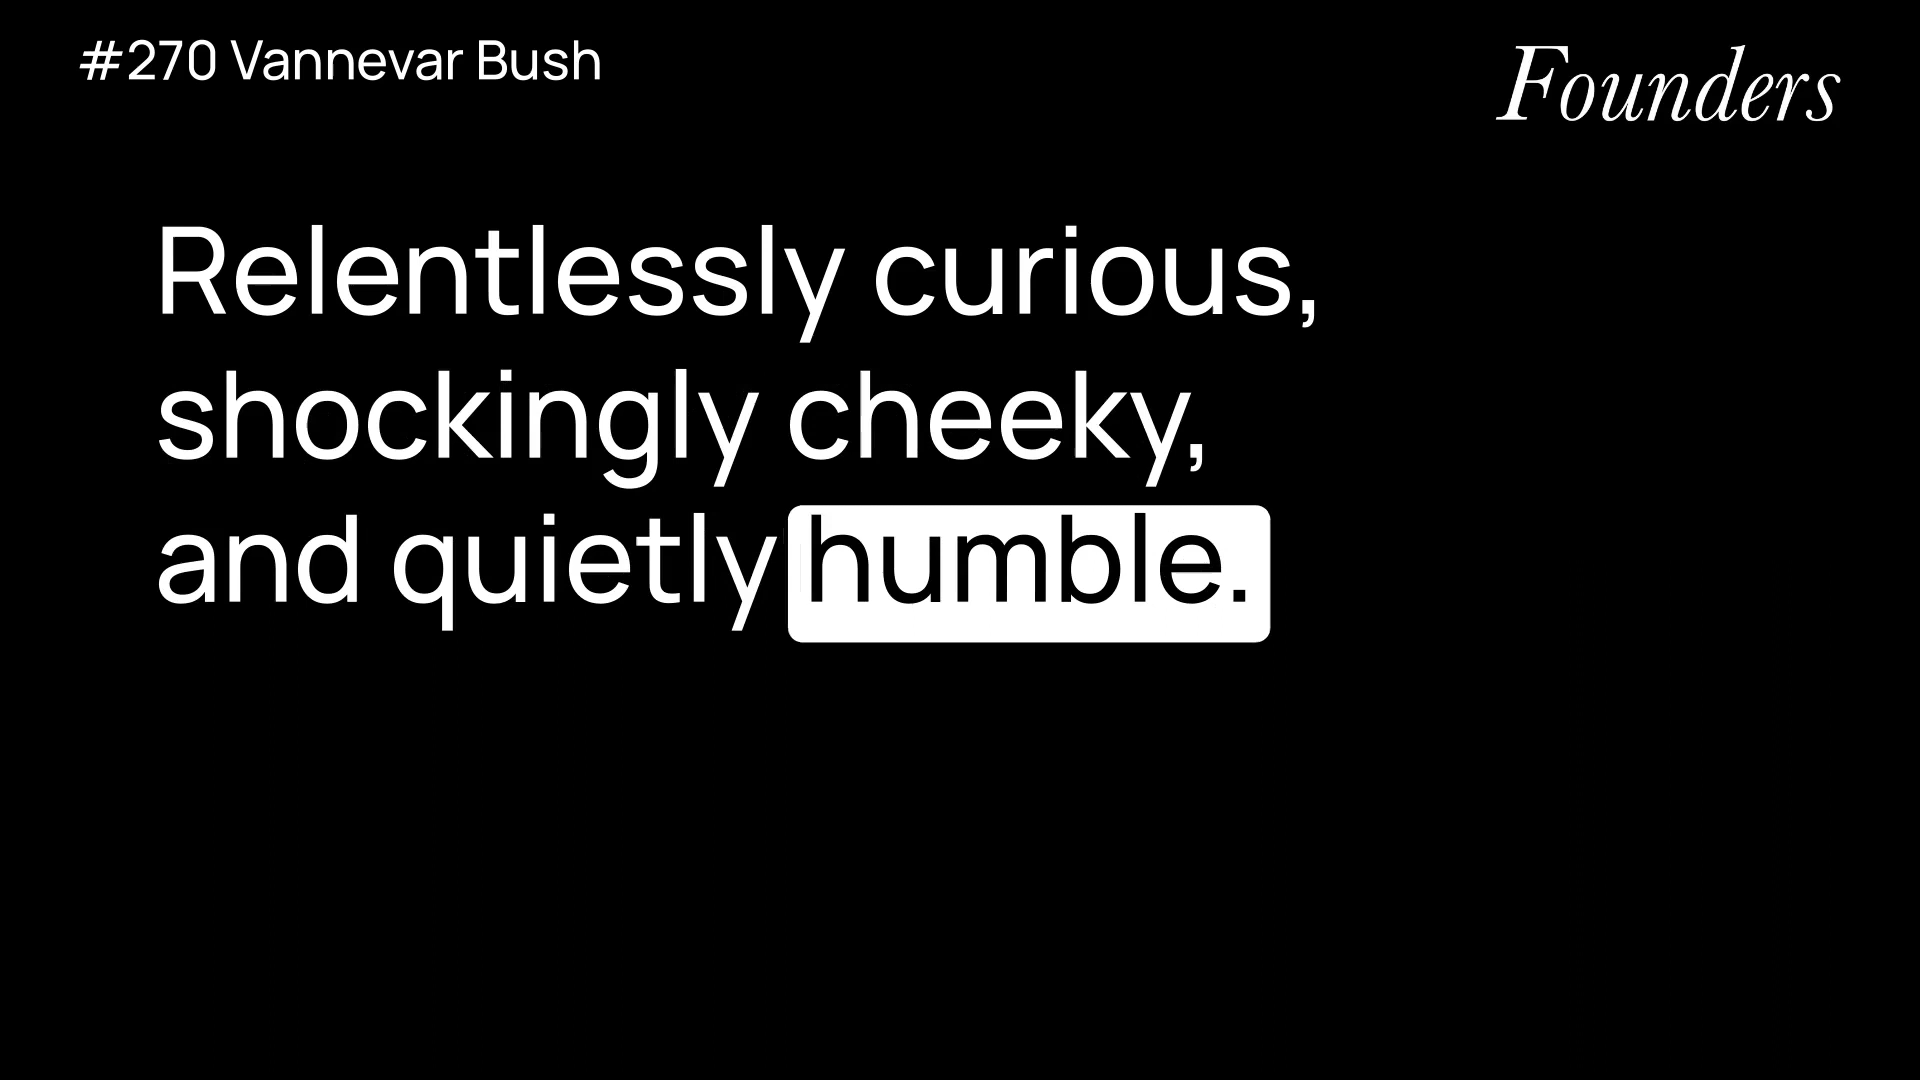 #270 Vannevar Bush
Founders
Relentlessly curious,
shockingly cheeky,
and quietly humble.